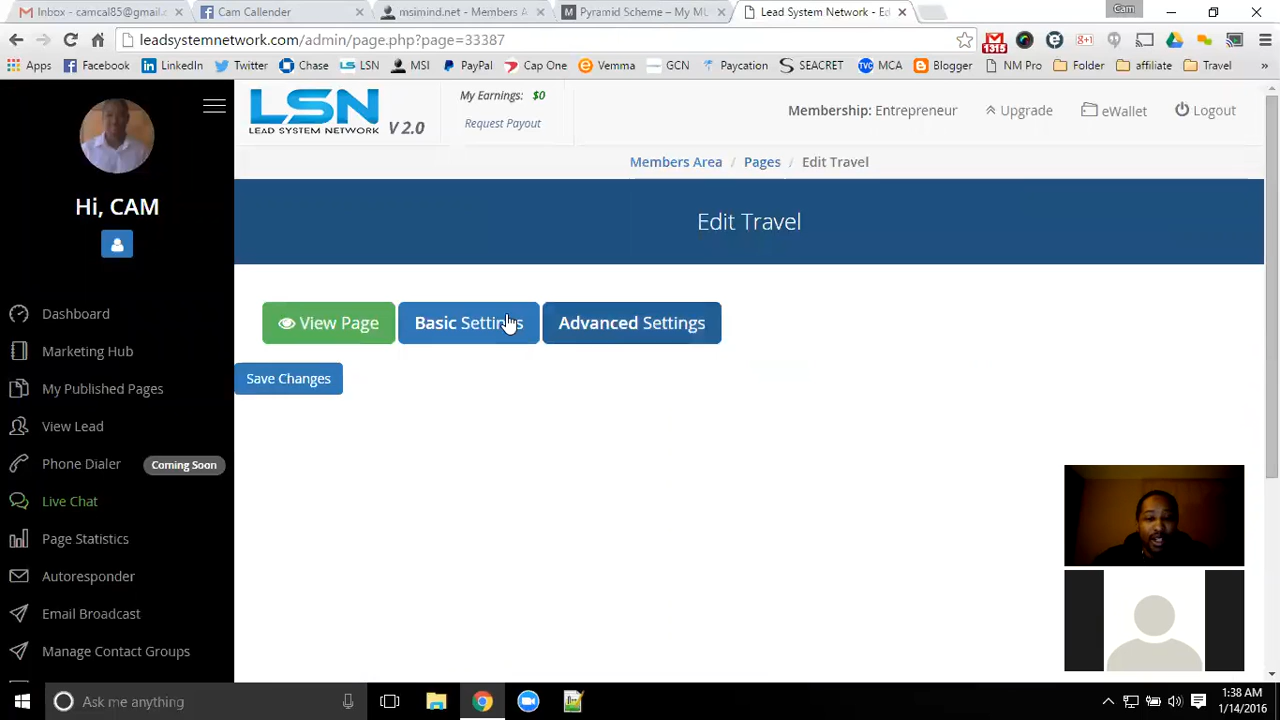 Inbox - camcal85@gmail.c
Cam Callender
msimind.net - Members A
Pyramid Scheme – My ML
Lead System Network - Ed
Cam
leadsystemnetwork.com/admin/page.php?page=33387
1315
Apps Facebook LinkedIn Twitter Chase LSN MSI PayPal Cap One Vemma GCN Paycation SEACRET MCA Blogger NM Pro Folder affiliate Travel
LSN
LEAD SYSTEM NETWORK
V 2.0
My Earnings: $0
Request Payout
Membership: Entrepreneur
Upgrade
eWallet
Logout
Members Area / Pages / Edit Travel
Hi, CAM
Edit Travel
View Page
Basic Settings
Advanced Settings
Save Changes
Dashboard
Marketing Hub
My Published Pages
View Lead
Phone Dialer Coming Soon
Live Chat
Page Statistics
Autoresponder
Email Broadcast
Manage Contact Groups
Ask me anything
1:38 AM
1/14/2016